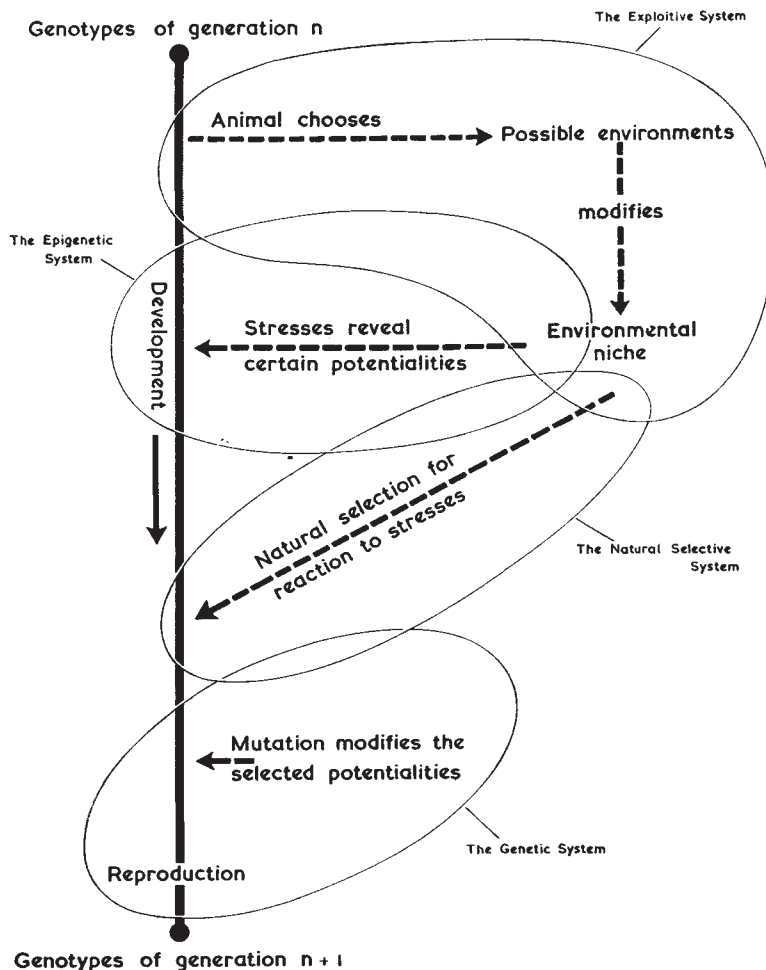 The Exploitive System
Genotypes of generation n
Animal chooses
Possible environments
modifies
The Epigenetic
System
Development
Stresses reveal
certain potentialities
Environmental
niche
Natural selection for
reaction to stresses
The Natural Selective
System
Mutation modifies the
selected potentialities
The Genetic System
Reproduction
Genotypes of generation n + 1